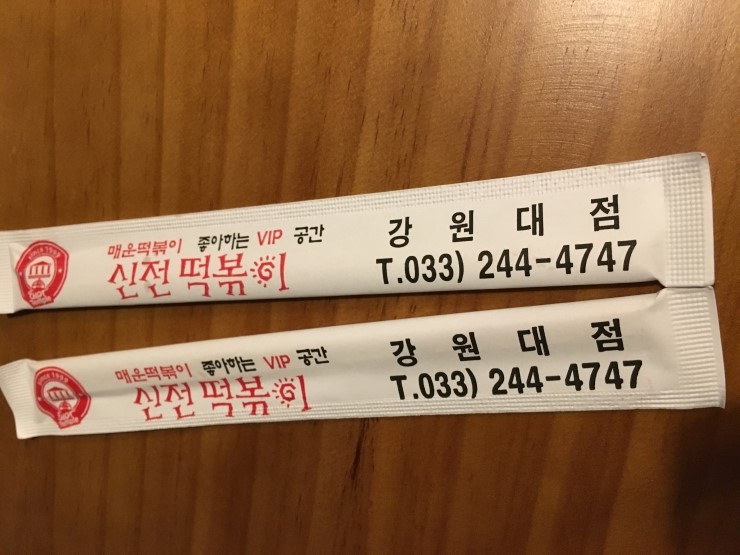 매운떡볶이 좋아하는 VIP 공간
신전떡볶이
강원대점
T.033) 244-4747
매운떡볶이 좋아하는 VIP 공간
신전떡볶이
강원대점
T.033) 244-4747